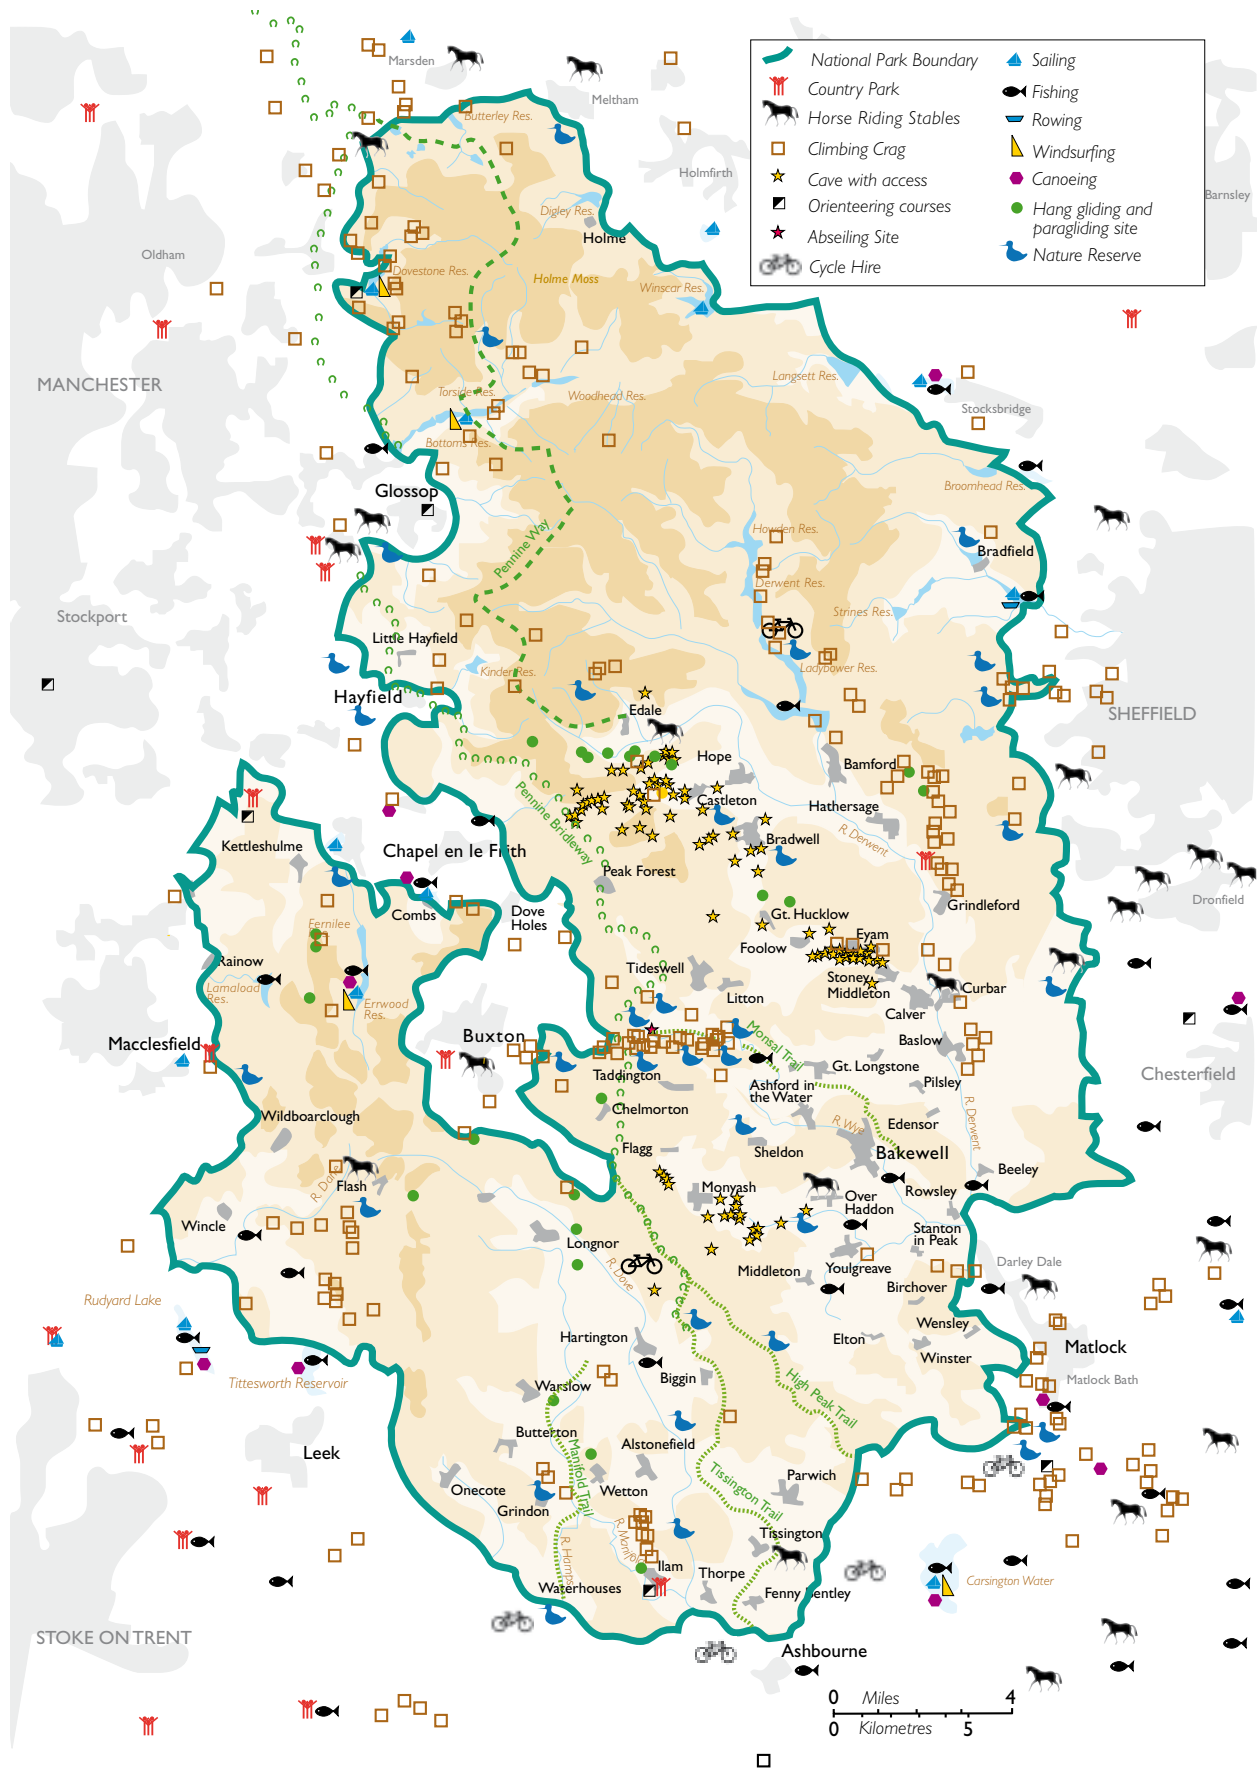 National Park Boundary
Country Park
Horse Riding Stables
Climbing Crag
Cave with access
Orienteering courses
Abseiling Site
Cycle Hire
Sailing
Fishing
Rowing
Windsurfing
Canoeing
Hang gliding and
paragliding site
Nature Reserve
Marsden
Meltham
Butterley Res.
Holmfirth
Barnsley
Digley Res.
Holme
Oldham
Dovestone Res.
Holme Moss
Winscar Res.
MANCHESTER
Langsett Res.
Torside Res.
Woodhead Res.
Stocksbridge
Bottoms Res.
Glossop
Broomhead Res.
Pennine Way
Howden Res.
Bradfield
Derwent Res.
Stockport
Strines Res.
Little Hayfield
Kinder Res.
Ladybower Res.
Hayfield
Edale
SHEFFIELD
Hope
Bamford
Pennine Bridleway
Castleton
Hathersage
Kettleshulme
R. Derwent
Bradwell
Chapel en le Frith
Peak Forest
Dronfield
Combs
Dove
Holes
Gt. Hucklow
Grindleford
Fernilee
Res.
Foolow
Eyam
Rainow
Tideswell
Stoney
Middleton
Lamaload
Res.
Errwood
Res.
Litton
Curbar
Calver
Buxton
Monsal Trail
Baslow
Macclesfield
Taddington
Gt. Longstone
Chesterfield
Ashford in
the Water
Pilsley
Chelmorton
Wildboarclough
R. Wye
Edensor
R. Derwent
Flagg
Sheldon
Bakewell
R. Dane
Flash
Monyash
Beeley
Over
Haddon
Rowsley
Wincle
Stanton
in Peak
Longnor
R. Dove
Middleton
Youlgreave
Darley Dale
Birchover
Rudyard Lake
Wensley
Hartington
Elton
Winster
Matlock
Tittesworth Reservoir
Warslow
Biggin
High Peak Trail
Matlock Bath
Butterton
Manifold Trail
Alstonefield
Leek
Tissington Trail
Parwich
Onecote
Wetton
Grindon
Tissington
R. Hamps
R. Manifold
Ilam
Thorpe
Carsington Water
Waterhouses
Fenny Bentley
STOKE ON TRENT
Ashbourne
0 Miles 4
0 Kilometres 5